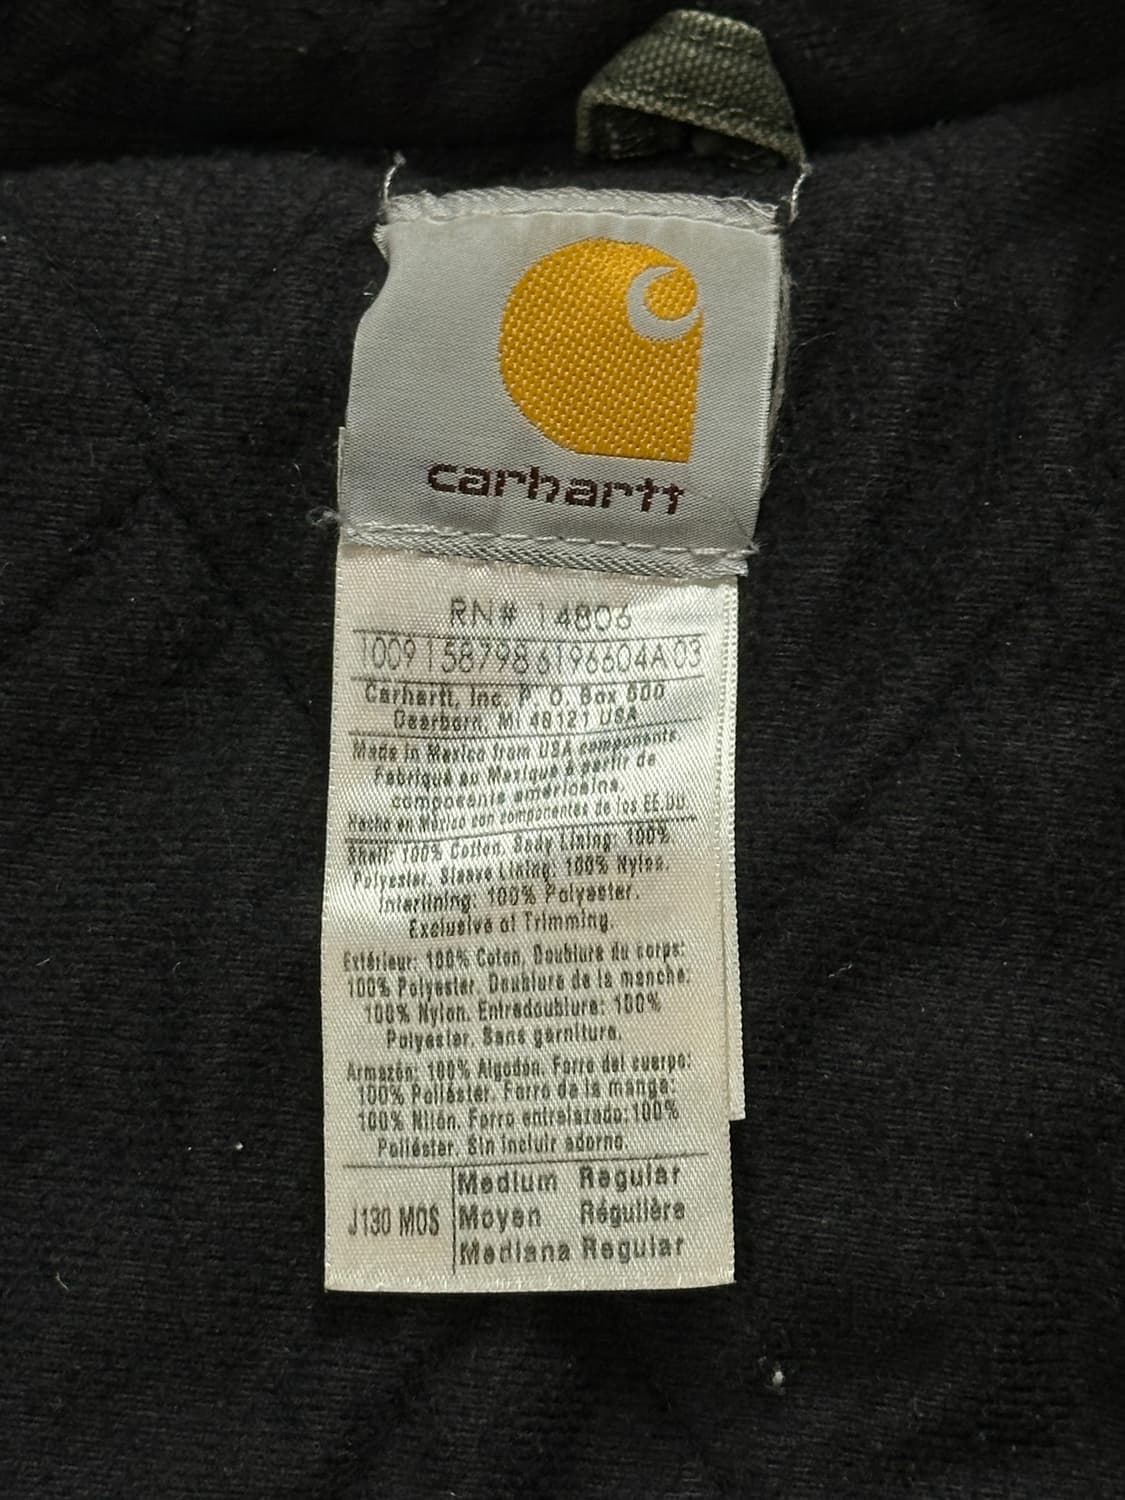 carhartt
RN# 14806
1009 158798 6196604A 03
Carhartt, Inc. P. O. Box 600
Dearborn, MI 48121 USA
Made in Mexico from USA components.
Fabriqué au Mexique à partir de
composants américains.
Hecho en México con componentes de los EE.UU.
Shell: 100% Cotton. Body Lining: 100%
Polyester. Sleeve Lining: 100% Nylon.
Interlining: 100% Polyester.
Exclusive of Trimming.
Extérieur: 100% Coton. Doublure du corps:
100% Polyester. Doublure de la manche:
100% Nylon. Entredoublure: 100%
Polyester. Sans garniture.
Armazón: 100% Algodón. Forro del cuerpo:
100% Poliéster. Forro de la manga:
100% Nilón. Forro entrelazado: 100%
Poliéster. Sin incluir adorno.
J130 MOS
Medium Regular
Moyen Régulière
Mediana Regular